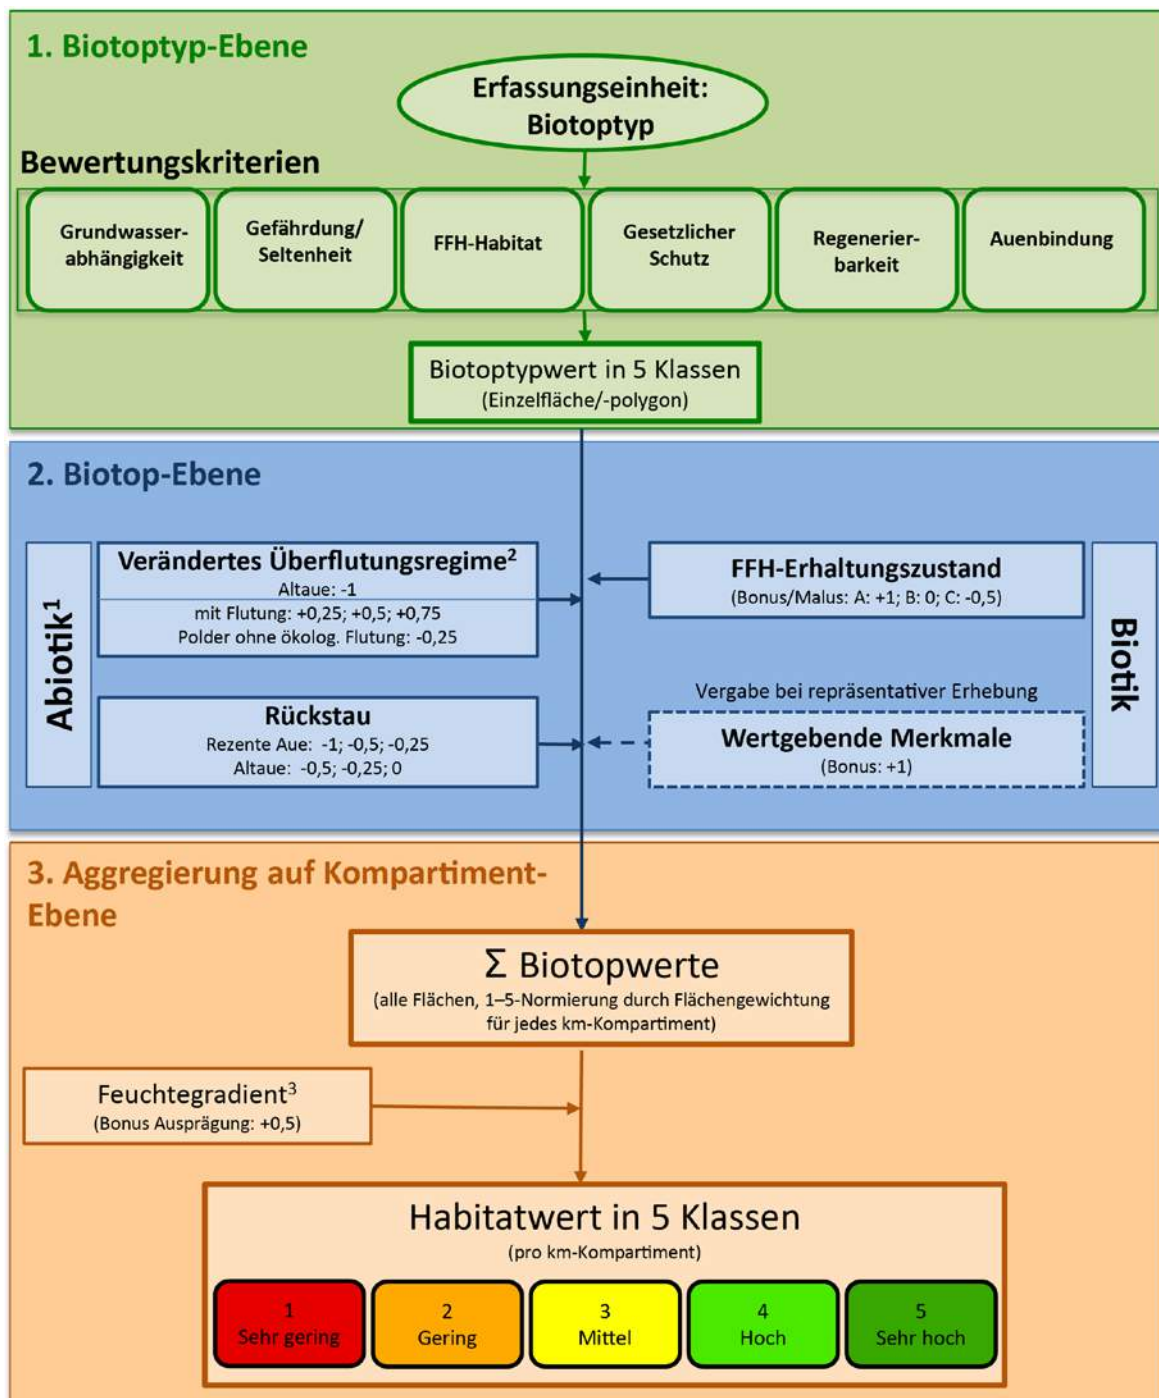 1. Biotoptyp-Ebene
Erfassungseinheit:
Biotoptyp
Bewertungskriterien
Grundwasser-
abhängigkeit
Gefährdung/
Seltenheit
FFH-Habitat
Gesetzlicher
Schutz
Regenerier-
barkeit
Auenbindung
Biotoptypwert in 5 Klassen
(Einzelfläche/-polygon)
2. Biotop-Ebene
Abiotik¹
Verändertes Überflutungsregime²
Altaue: -1
mit Flutung: +0,25; +0,5; +0,75
Polder ohne ökolog. Flutung: -0,25
Rückstau
Rezente Aue: -1; -0,5; -0,25
Altaue: -0,5; -0,25; 0
FFH-Erhaltungszustand
(Bonus/Malus: A: +1; B: 0; C: -0,5)
Vergabe bei repräsentativer Erhebung
Wertgebende Merkmale
(Bonus: +1)
Biotik
3. Aggregierung auf Kompartiment-
Ebene
Σ Biotopwerte
(alle Flächen, 1–5-Normierung durch Flächengewichtung
für jedes km-Kompartiment)
Feuchtegradient³
(Bonus Ausprägung: +0,5)
Habitatwert in 5 Klassen
(pro km-Kompartiment)
1
Sehr gering
2
Gering
3
Mittel
4
Hoch
5
Sehr hoch